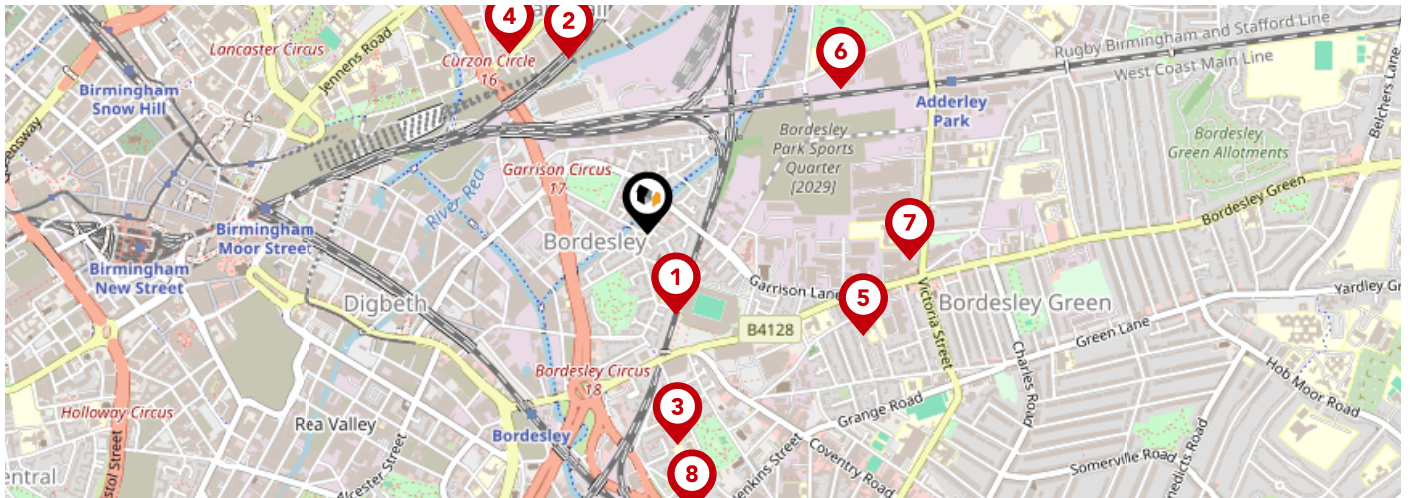 4
2
Lancaster Circus
Jennens Road
Curzon Circle
16
6
Rugby Birmingham and Stafford Line
West Coast Main Line
Belchers Lane
Birmingham
Snow Hill
Adderley
Park
Bordesley
Park Sports
Quarter
[2029]
Bordesley
Green Allotments
Garrison Circus
17
River Rea
Bordesley Green
7
Birmingham
Moor Street
Bordesley
Birmingham
New Street
1
Garrison Lane
5
Digbeth
Victoria Street
Bordesley Green
Yardley Gr
B4128
Green Lane
Charles Road
Bordesley Circus
18
Hob Moor Road
Holloway Circus
3
Grange Road
Rea Valley
Bordesley
Coventry Road
Somerville Road
entral
8